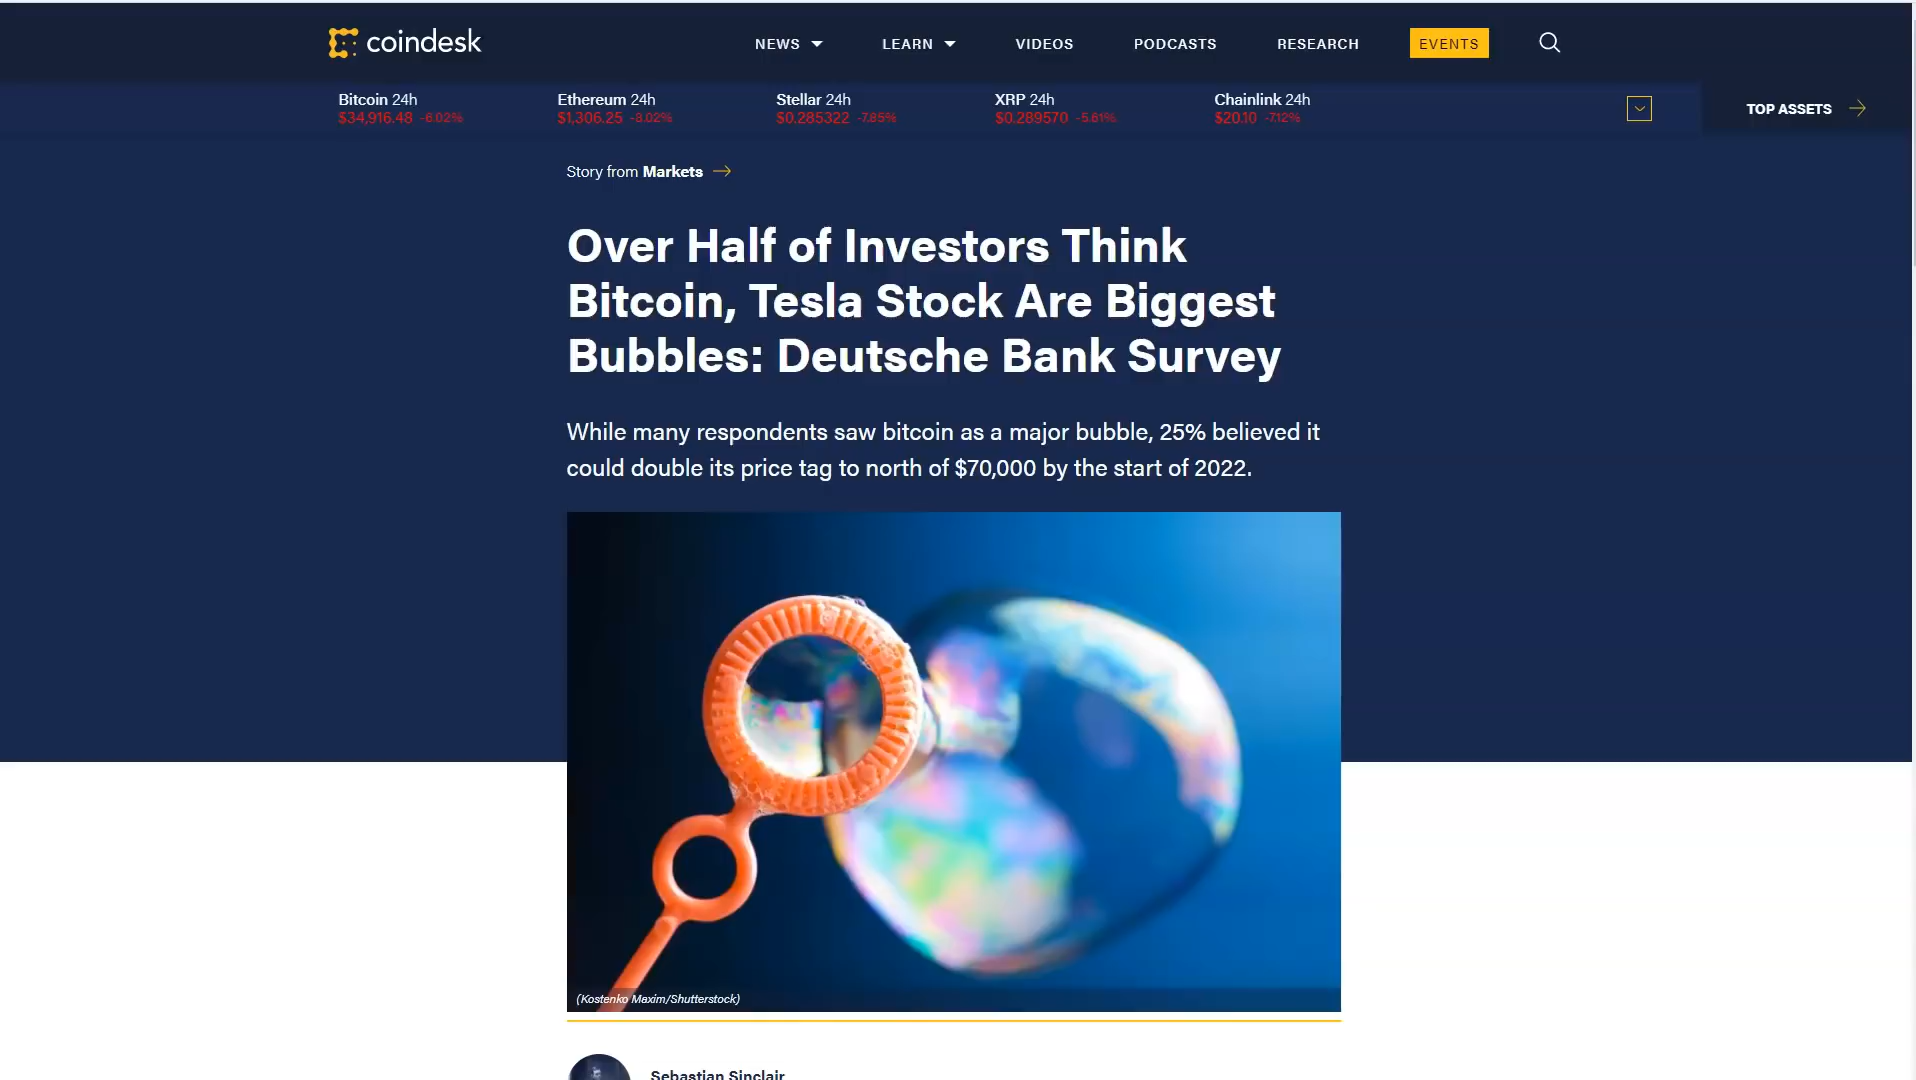 coindesk
NEWS LEARN VIDEOS PODCASTS RESEARCH EVENTS
Bitcoin 24h Ethereum 24h Stellar 24h XRP 24h Chainlink 24h
$34,916.48 -6.02% $1,306.25 -3.02% $0.285322 -7.85% $0.289570 -5.61% $20.10 -7.12%
TOP ASSETS
Story from Markets
Over Half of Investors Think
Bitcoin, Tesla Stock Are Biggest
Bubbles: Deutsche Bank Survey
While many respondents saw bitcoin as a major bubble, 25% believed it
could double its price tag to north of $70,000 by the start of 2022.
(Kostenko Maxim/Shutterstock)
Sebastian Sinclair